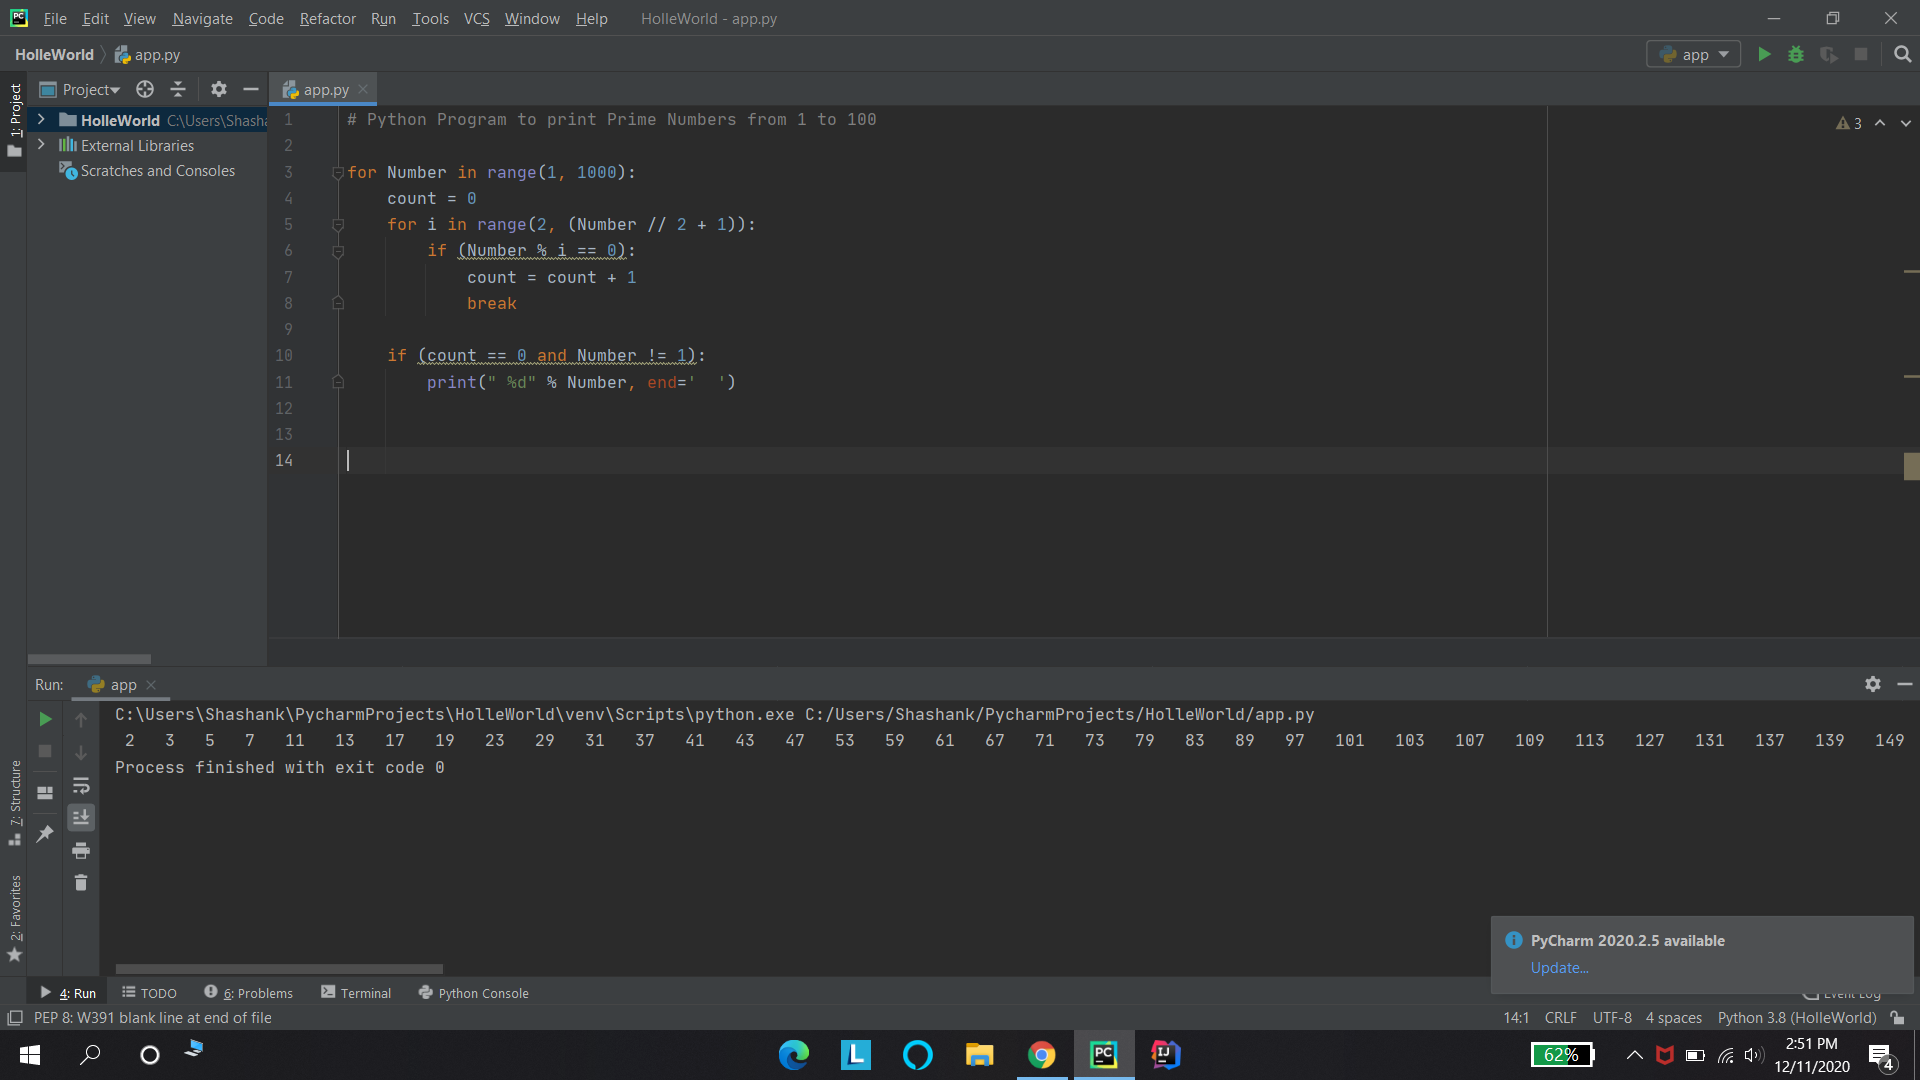 File Edit View Navigate Code Refactor Run Tools VCS Window Help HolleWorld - app.py
HolleWorld app.py app
1: Project
Project
app.py
HolleWorld C:\Users\Sha
External Libraries
Scratches and Consoles
1 # Python Program to print Prime Numbers from 1 to 100
2
3 for Number in range(1, 1000):
4 count = 0
5 for i in range(2, (Number // 2 + 1)):
6 if (Number % i == 0):
7 count = count + 1
8 break
9
10 if (count == 0 and Number != 1):
11 print(" %d" % Number, end='  ')
12
13
14
3
Run: app
C:\Users\Shashank\PycharmProjects\HolleWorld\venv\Scripts\python.exe C:/Users/Shashank/PycharmProjects/HolleWorld/app.py
2 3 5 7 11 13 17 19 23 29 31 37 41 43 47 53 59 61 67 71 73 79 83 89 97 101 103 107 109 113 127 131 137 139 149
Process finished with exit code 0
7: Structure
2: Favorites
PyCharm 2020.2.5 available
Update...
4: Run TODO 6: Problems Terminal Python Console Event Log
PEP 8: W391 blank line at end of file 14:1 CRLF UTF-8 4 spaces Python 3.8 (HolleWorld)
PC
L
PC
IJ
62%
2:51 PM
12/11/2020
4